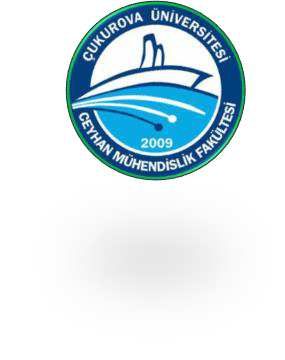 ÇUKUROVA ÜNİVERSİTESİ
2009
CEYHAN MÜHENDİSLİK FAKÜLTESİ